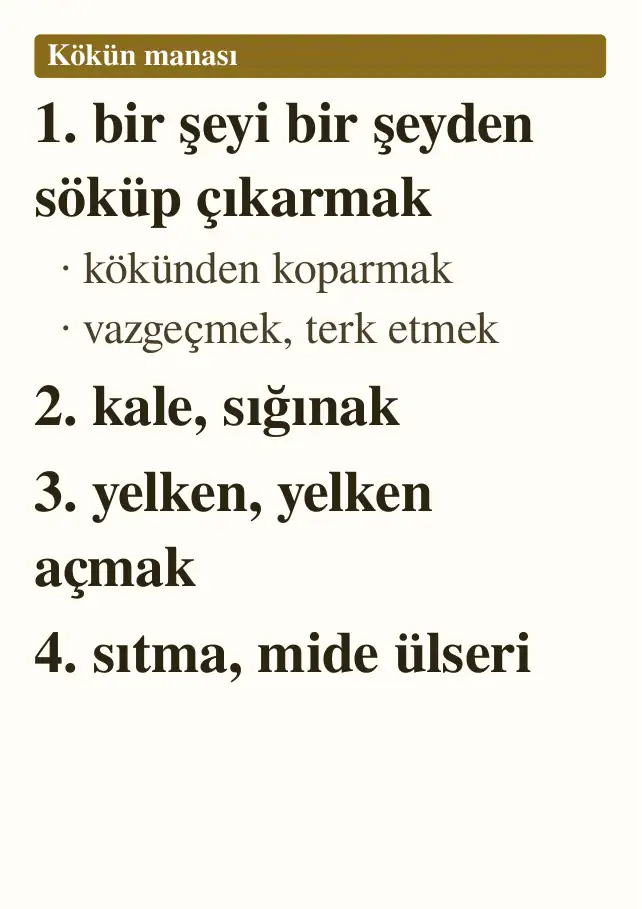 Kökün manası
1. bir şeyi bir şeyden
söküp çıkarmak
· kökünden koparmak
· vazgeçmek, terk etmek
2. kale, sığınak
3. yelken, yelken
açmak
4. sıtma, mide ülseri